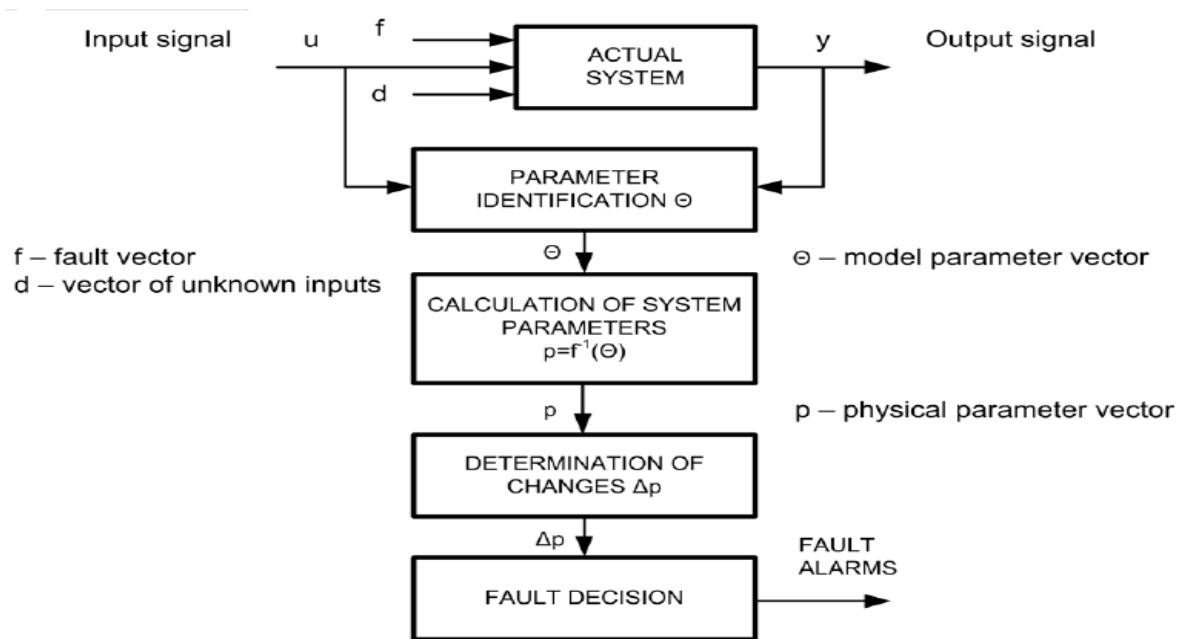 Input signal
u
f
d
ACTUAL
SYSTEM
y
Output signal
PARAMETER
IDENTIFICATION Θ
f – fault vector
d – vector of unknown inputs
Θ
Θ – model parameter vector
CALCULATION OF SYSTEM
PARAMETERS
p=f⁻¹(Θ)
p
p – physical parameter vector
DETERMINATION OF
CHANGES Δp
Δp
FAULT
ALARMS
FAULT DECISION